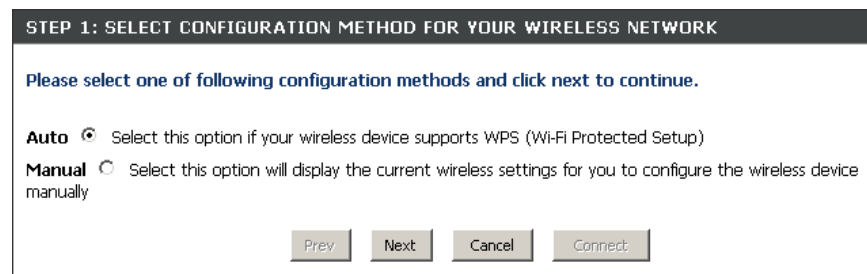 STEP 1: SELECT CONFIGURATION METHOD FOR YOUR WIRELESS NETWORK
Please select one of following configuration methods and click next to continue.
Auto Select this option if your wireless device supports WPS (Wi-Fi Protected Setup)
Manual Select this option will display the current wireless settings for you to configure the wireless device
manually
Prev Next Cancel Connect